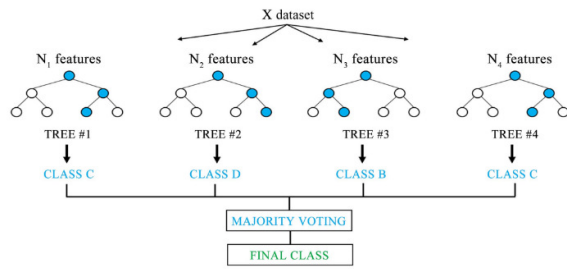 X dataset
N₁ features
N₂ features
N₃ features
N₄ features
TREE #1
TREE #2
TREE #3
TREE #4
CLASS C
CLASS D
CLASS B
CLASS C
MAJORITY VOTING
FINAL CLASS